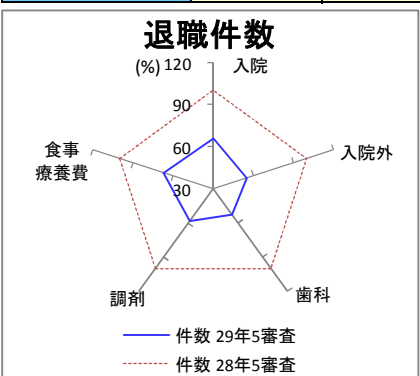 退職件数
(%) 120 入院
90
60
30
入院外
食事
療養費
調剤
歯科
件数 29年5審査
件数 28年5審査